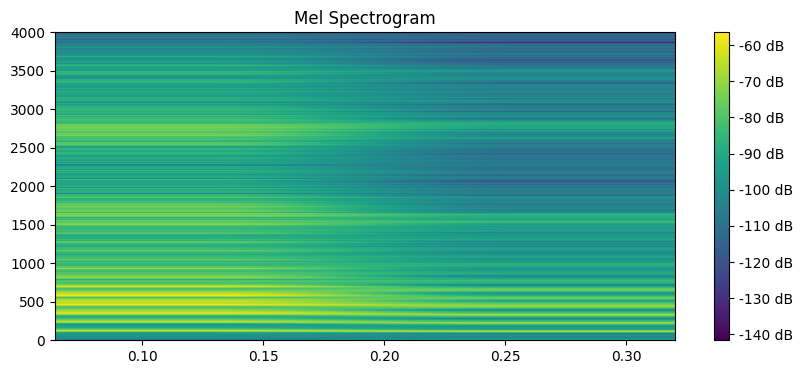 Mel Spectrogram
4000
3500
3000
2500
2000
1500
1000
500
0
0.10 0.15 0.20 0.25 0.30
-60 dB
-70 dB
-80 dB
-90 dB
-100 dB
-110 dB
-120 dB
-130 dB
-140 dB